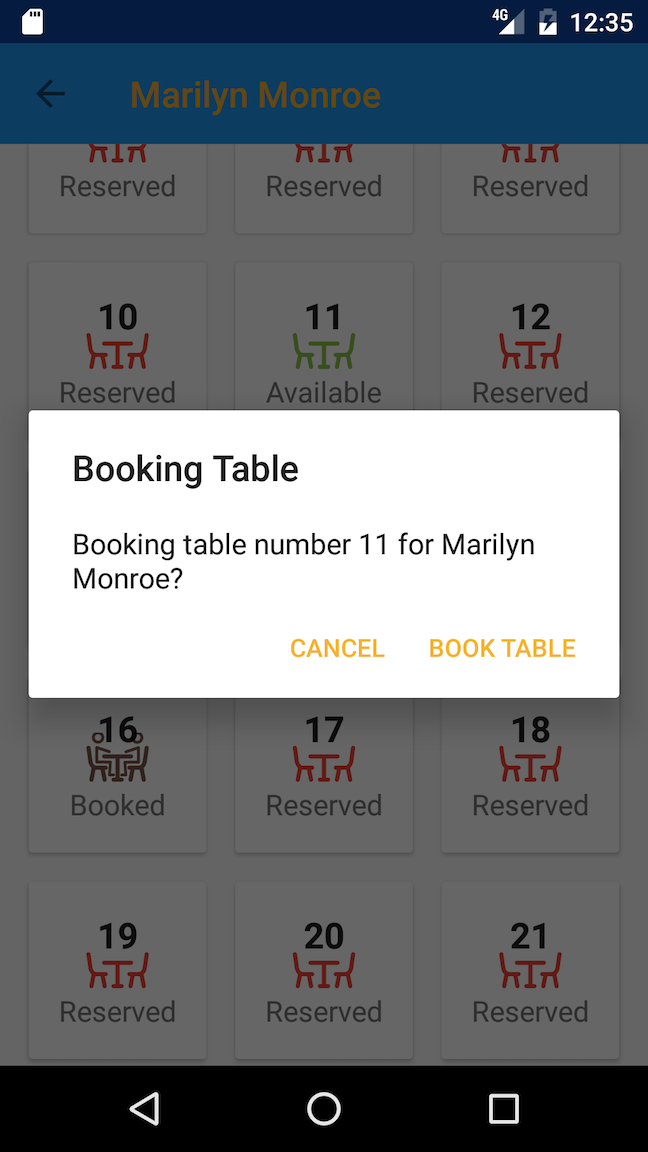 4G 12:35
Marilyn Monroe
Reserved Reserved Reserved
10 11 12
Reserved Available Reserved
Booking Table
Booking table number 11 for Marilyn
Monroe?
CANCEL BOOK TABLE
16 17 18
Booked Reserved Reserved
19 20 21
Reserved Reserved Reserved